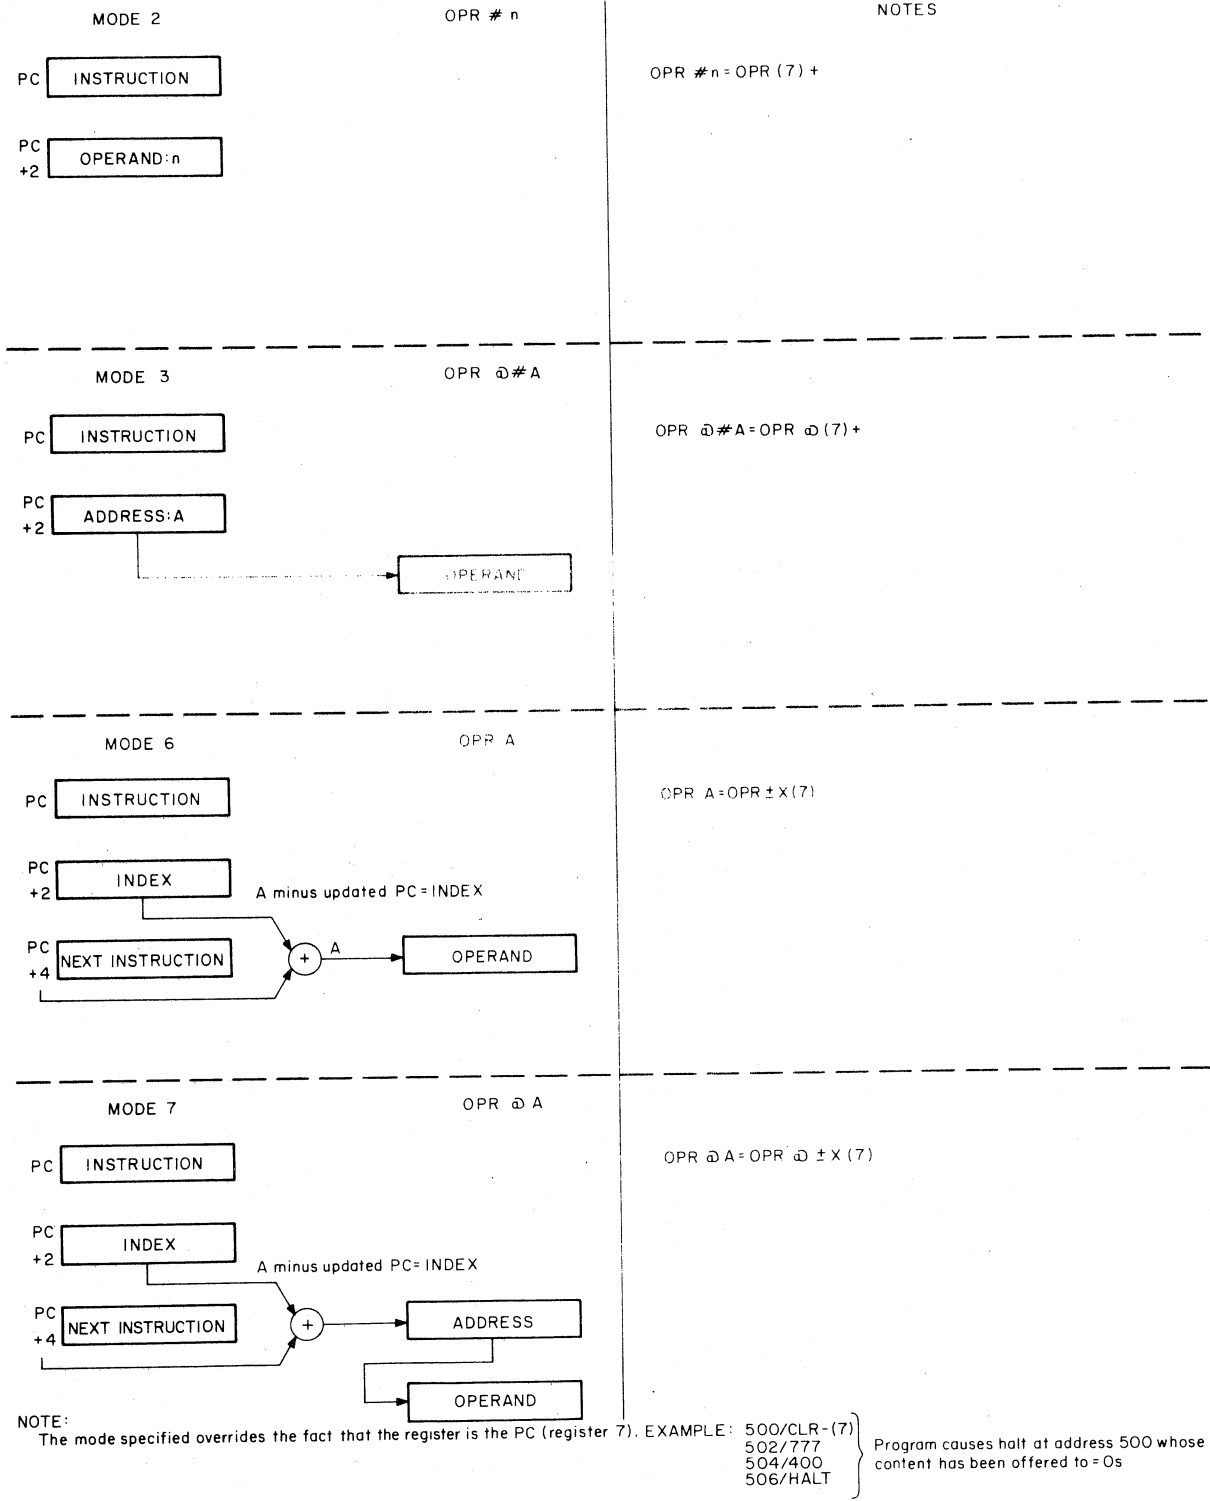 MODE 2
OPR # n
NOTES
PC
INSTRUCTION
OPR #n=OPR (7)+
PC
+2
OPERAND:n
MODE 3
OPR @#A
PC
INSTRUCTION
OPR @#A=OPR @(7)+
PC
+2
ADDRESS:A
OPERAND
MODE 6
OPR A
PC
INSTRUCTION
OPR A=OPR±X(7)
PC
+2
INDEX
A minus updated PC=INDEX
PC
+4
NEXT INSTRUCTION
+
A
OPERAND
MODE 7
OPR @A
PC
INSTRUCTION
OPR @A=OPR @ ±X(7)
PC
+2
INDEX
A minus updated PC=INDEX
PC
+4
NEXT INSTRUCTION
+
ADDRESS
OPERAND
NOTE:
The mode specified overrides the fact that the register is the PC (register 7). EXAMPLE: 500/CLR-(7)
502/777
504/400
506/HALT
Program causes halt at address 500 whose
content has been offered to = 0s